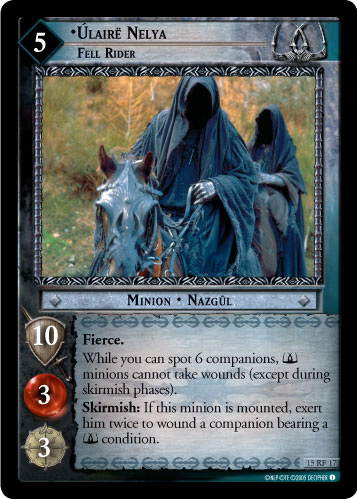 5
•Úlairë Nelya
Fell Rider
Minion • Nazgûl
10
3
3
Fierce.
While you can spot 6 companions,
minions cannot take wounds (except during
skirmish phases).
Skirmish: If this minion is mounted, exert
him twice to wound a companion bearing a
condition.
15 RF 17
©NLP ©TE ©2005 DECIPHER